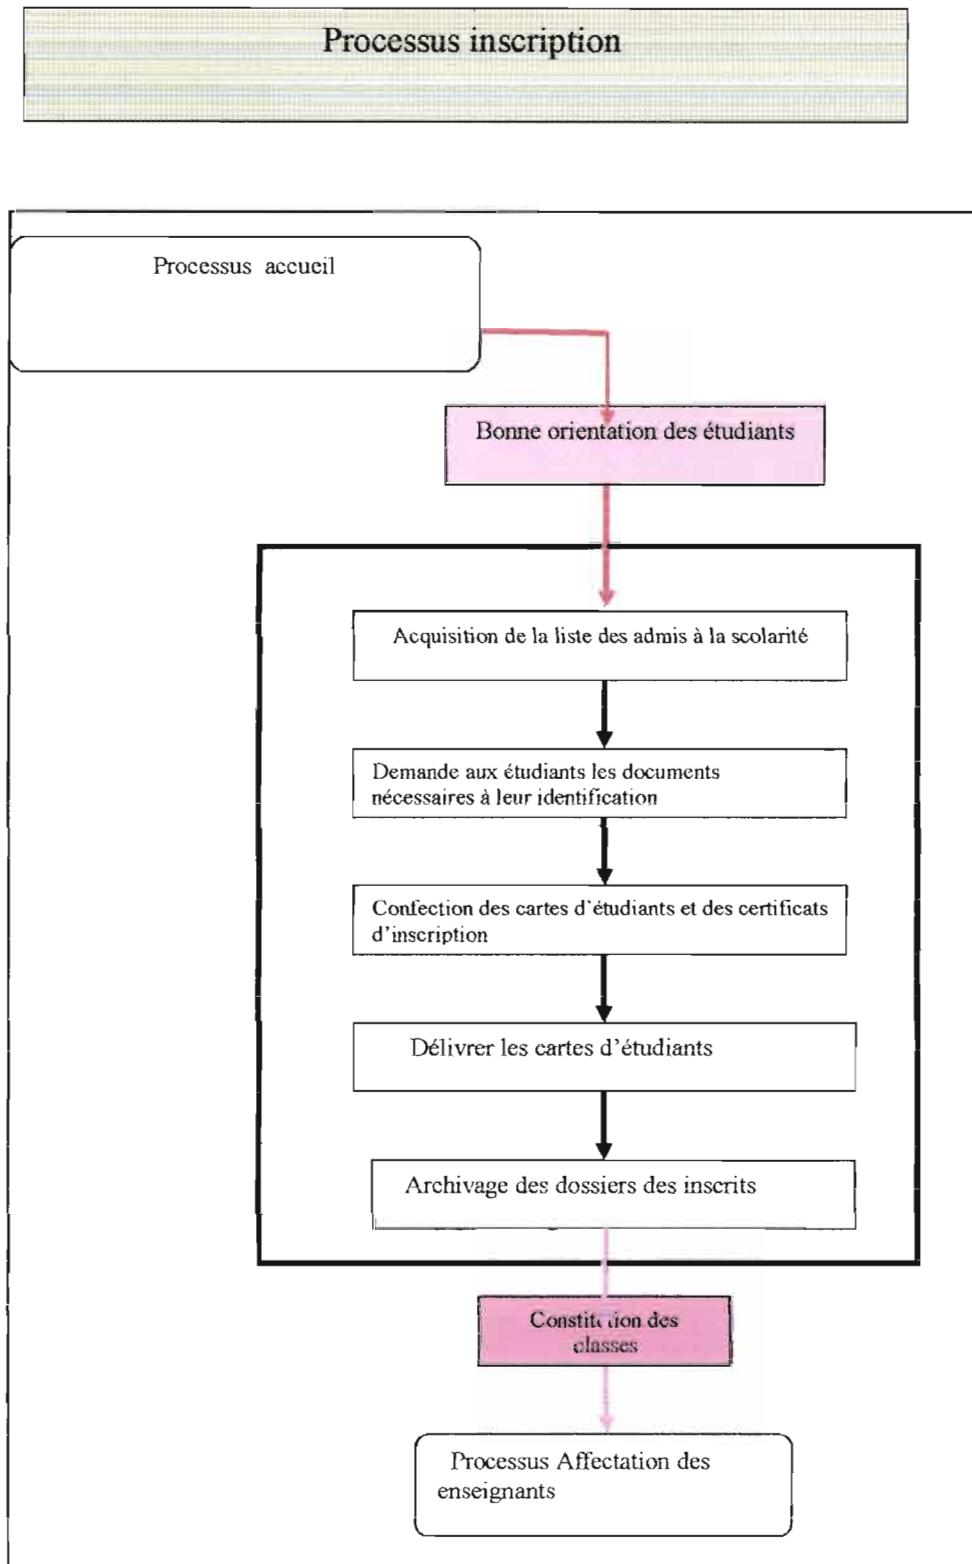 Processus inscription
Processus accueil
Bonne orientation des étudiants
Acquisition de la liste des admis à la scolarité
Demande aux étudiants les documents
nécessaires à leur identification
Confection des cartes d'étudiants et des certificats
d'inscription
Délivrer les cartes d'étudiants
Archivage des dossiers des inscrits
Constitution des
classes
Processus Affectation des
enseignants